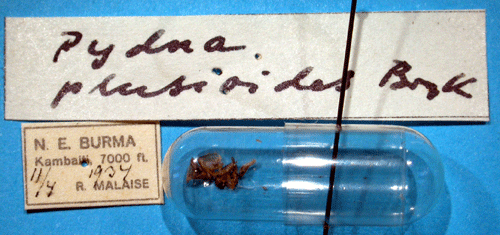 Pydna
plusioides Bryk
N. E. BURMA
Kambaiti, 7000 ft.
11/4 1934
R. MALAISE